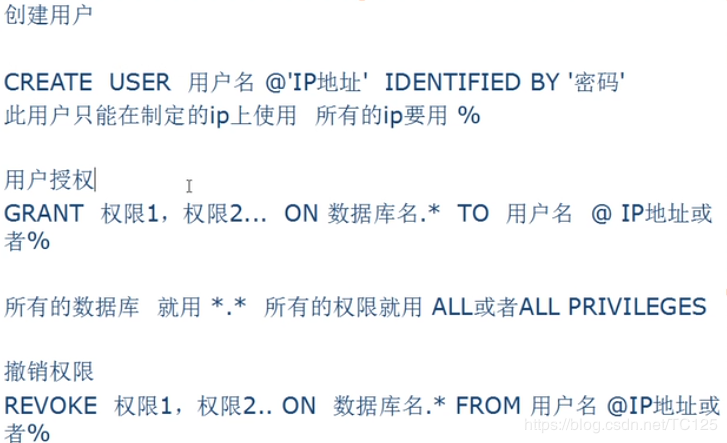 创建用户
CREATE USER 用户名 @'IP地址' IDENTIFIED BY '密码'
此用户只能在制定的ip上使用 所有的ip要用 %
用户授权
GRANT 权限1，权限2... ON 数据库名.* TO 用户名 @ IP地址或
者%
所有的数据库 就用 *.* 所有的权限就用 ALL或者ALL PRIVILEGES
撤销权限
REVOKE 权限1，权限2.. ON 数据库名.* FROM 用户名 @IP地址或
者%
https://blog.csdn.net/TC125